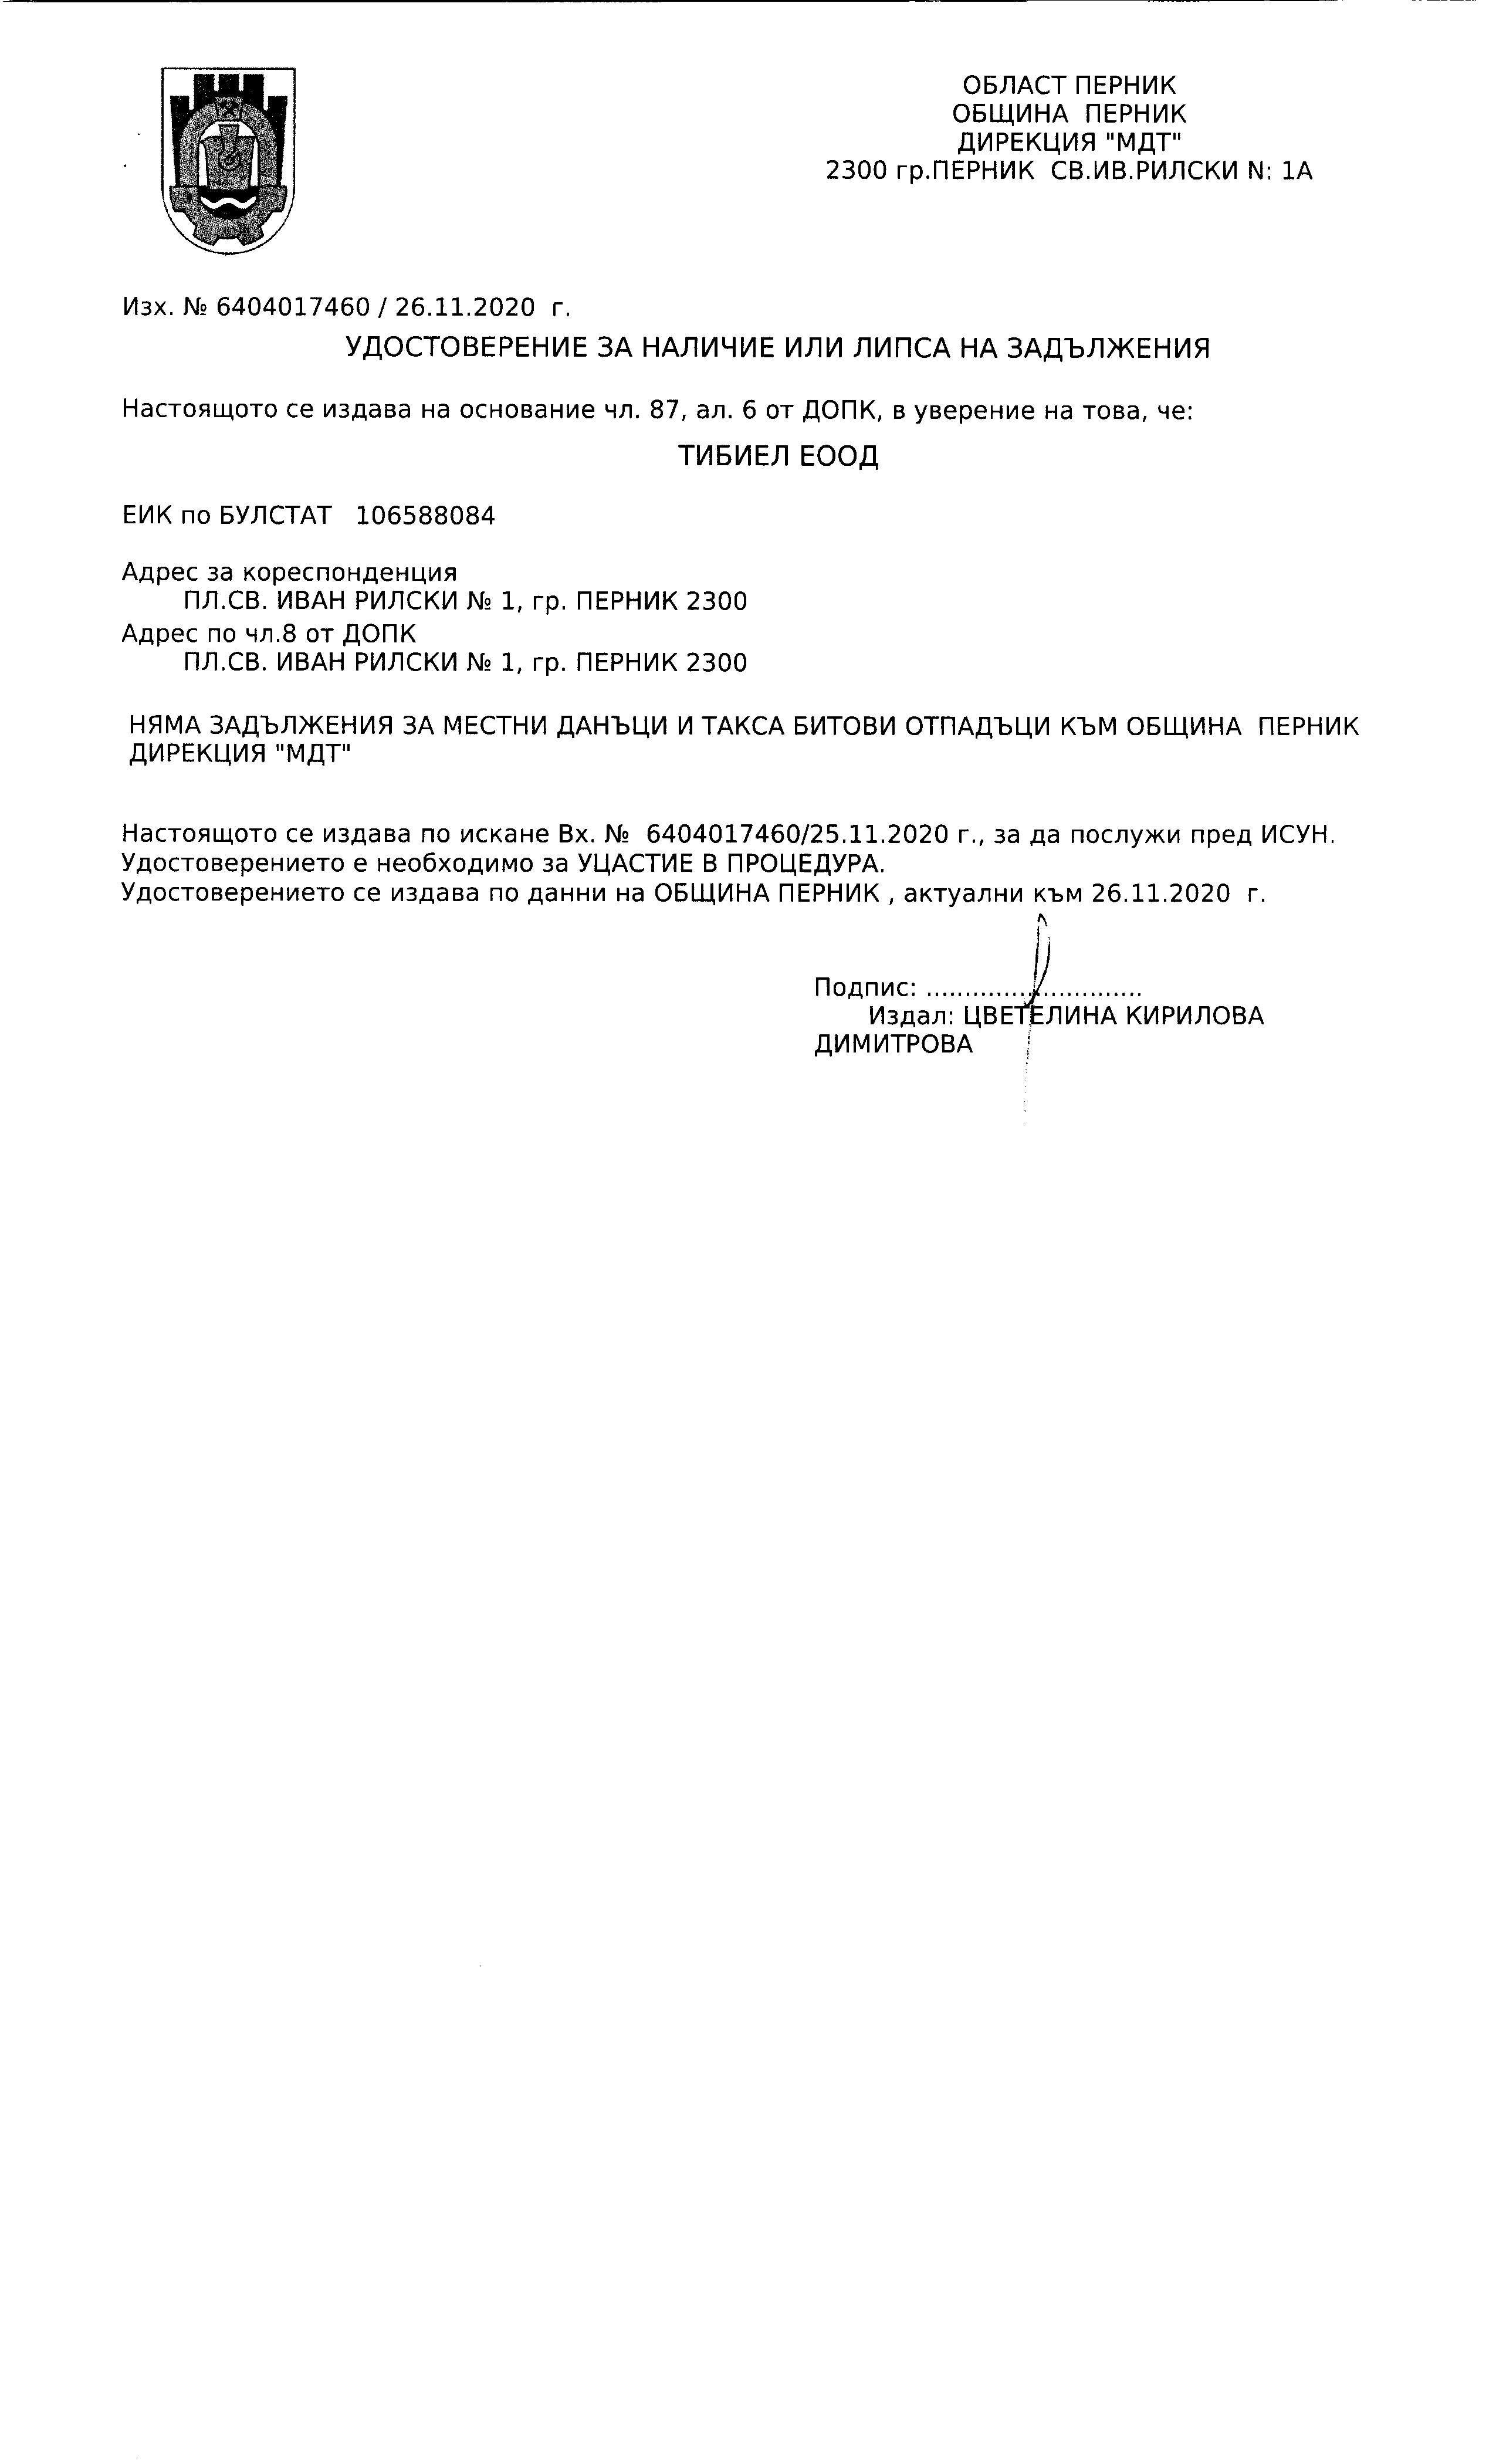 ОБЛАСТ ПЕРНИК
ОБЩИНА  ПЕРНИК
ДИРЕКЦИЯ "МДТ"
2300 гр.ПЕРНИК  СВ.ИВ.РИЛСКИ N: 1А
Изх. № 6404017460 / 26.11.2020  г.
УДОСТОВЕРЕНИЕ ЗА НАЛИЧИЕ ИЛИ ЛИПСА НА ЗАДЪЛЖЕНИЯ
Настоящото се издава на основание чл. 87, ал. 6 от ДОПК, в уверение на това, че:
ТИБИЕЛ ЕООД
ЕИК по БУЛСТАТ   106588084
Адрес за кореспонденция
ПЛ.СВ. ИВАН РИЛСКИ № 1, гр. ПЕРНИК 2300
Адрес по чл.8 от ДОПК
ПЛ.СВ. ИВАН РИЛСКИ № 1, гр. ПЕРНИК 2300
НЯМА ЗАДЪЛЖЕНИЯ ЗА МЕСТНИ ДАНЪЦИ И ТАКСА БИТОВИ ОТПАДЪЦИ КЪМ ОБЩИНА  ПЕРНИК
ДИРЕКЦИЯ "МДТ"
Настоящото се издава по искане Вх. №  6404017460/25.11.2020 г., за да послужи пред ИСУН.
Удостоверението е необходимо за УЦАСТИЕ В ПРОЦЕДУРА.
Удостоверението се издава по данни на ОБЩИНА ПЕРНИК , актуални към 26.11.2020  г.
Подпис: ............................
Издал: ЦВЕТЕЛИНА КИРИЛОВА
ДИМИТРОВА